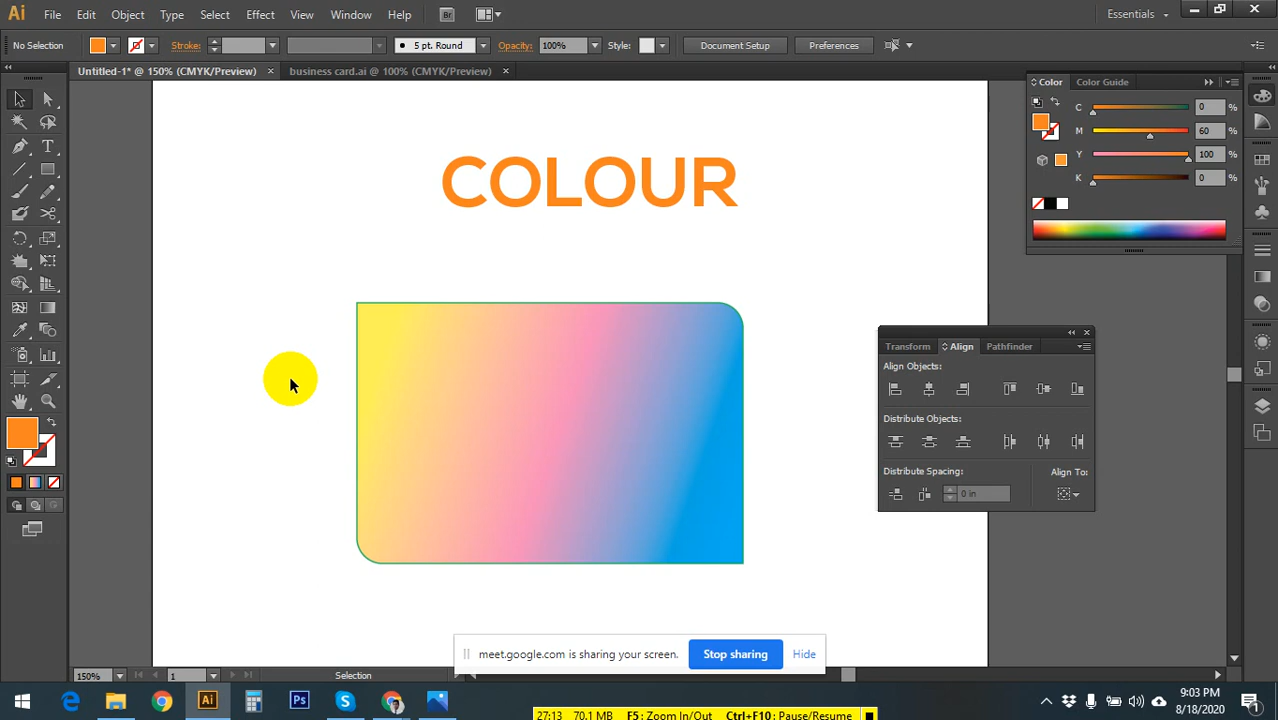 Ai File Edit Object Type Select Effect View Window Help Br Essentials
No Selection Stroke: 5 pt. Round Opacity: 100% Style: Document Setup Preferences
Untitled-1* @ 150% (CMYK/Preview) × business card.ai @ 100% (CMYK/Preview) ×
Color Color Guide
C 0 %
M 60 %
Y 100 %
K 0 %
COLOUR
Transform Align Pathfinder
Align Objects:
Distribute Objects:
Distribute Spacing: Align To:
0 in
meet.google.com is sharing your screen. Stop sharing Hide
150% 1 Selection
Ai Ps 9:03 PM
8/18/2020
27:13 70.1 MB F5: Zoom In/Out Ctrl+F10 : Pause/Resume